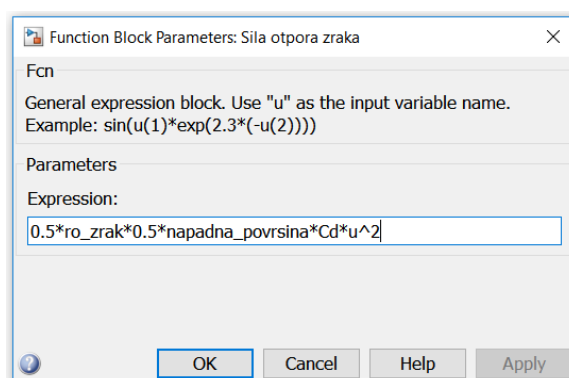 Function Block Parameters: Sila otpora zraka
Fcn
General expression block. Use "u" as the input variable name.
Example: sin(u(1)*exp(2.3*(-u(2))))
Parameters
Expression:
0.5*ro_zrak*0.5*napadna_povrsina*Cd*u^2
OK Cancel Help Apply